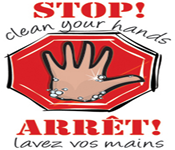 STOP!
clean your hands
ARRÊT!
lavez vos mains